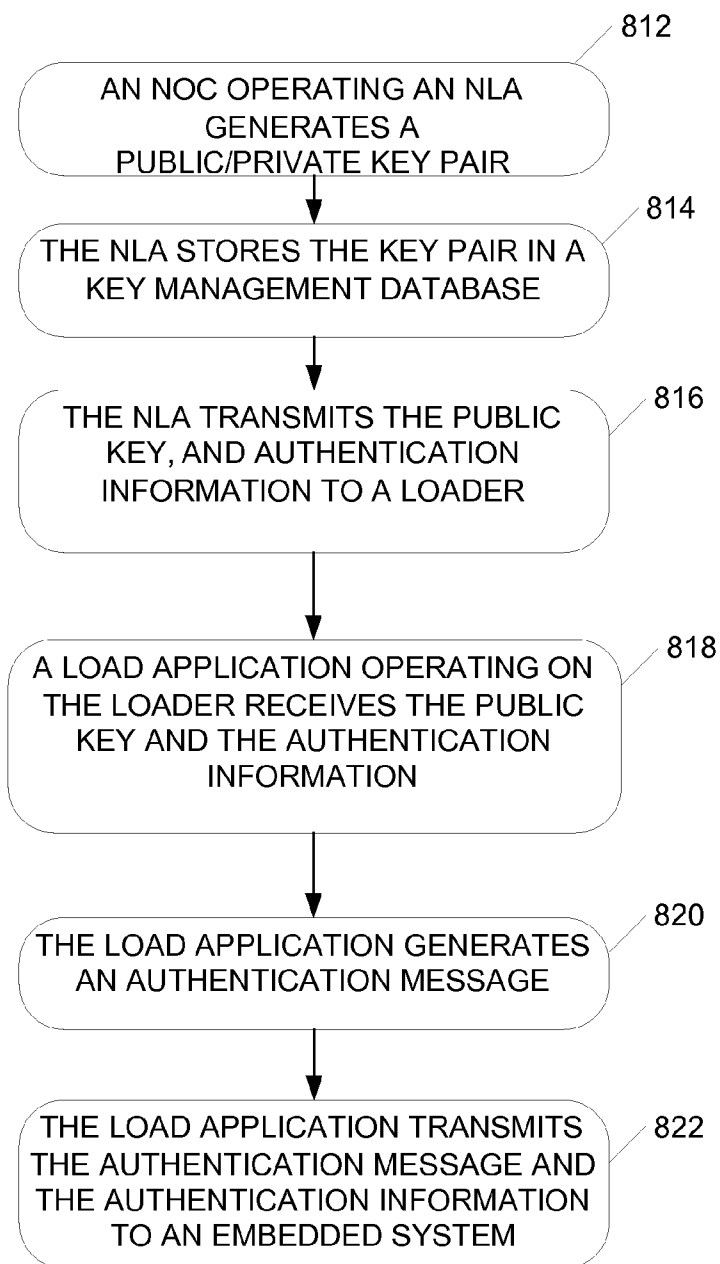 812
AN NOC OPERATING AN NLA
GENERATES A
PUBLIC/PRIVATE KEY PAIR
814
THE NLA STORES THE KEY PAIR IN A
KEY MANAGEMENT DATABASE
816
THE NLA TRANSMITS THE PUBLIC
KEY, AND AUTHENTICATION
INFORMATION TO A LOADER
818
A LOAD APPLICATION OPERATING ON
THE LOADER RECEIVES THE PUBLIC
KEY AND THE AUTHENTICATION
INFORMATION
820
THE LOAD APPLICATION GENERATES
AN AUTHENTICATION MESSAGE
822
THE LOAD APPLICATION TRANSMITS
THE AUTHENTICATION MESSAGE AND
THE AUTHENTICATION INFORMATION
TO AN EMBEDDED SYSTEM